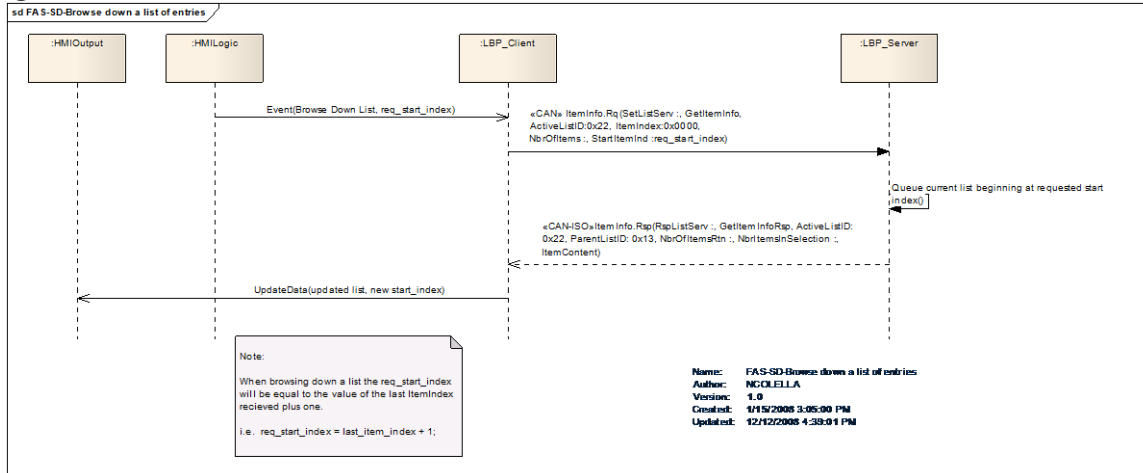 sd FAS-SD-Browse down a list of entries
:HMIOutput
:HMILogic
:LBP_Client
:LBP_Server
Event(Browse Down List, req_start_index)
«CAN» ItemInfo.Rq(SetListServ :, GetItemInfo,
ActiveListID:0x22, ItemIndex:0x0000,
NbrOfItems :, StartItemInd :req_start_index)
Queue current list beginning at requested start
index()
«CAN-ISO»ItemInfo.Rsp(RspListServ :, GetItemInfoRsp, ActiveListID:
0x22, ParentListID: 0x13, NbrOfItemsRtn :, NbrItemsInSelection :,
ItemContent)
UpdateData(updated list, new start_index)
Note:
When browsing down a list the req_start_index
will be equal to the value of the last ItemIndex
recieved plus one.
i.e. req_start_index = last_item_index + 1;
Name: FAS-SD-Browse down a list of entries
Author: NCOLELLA
Version: 1.0
Created: 1/15/2008 3:05:00 PM
Updated: 12/12/2008 4:39:01 PM